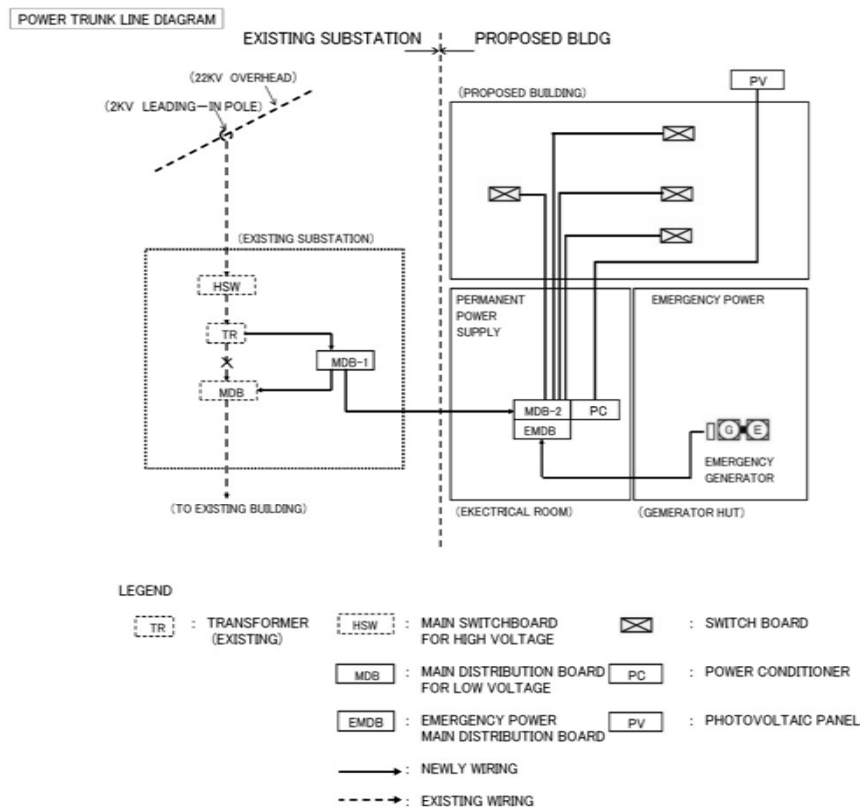 POWER TRUNK LINE DIAGRAM
EXISTING SUBSTATION
PROPOSED BLDG
(22KV OVERHEAD)
(2KV LEADING-IN POLE)
PV
(PROPOSED BUILDING)
(EXISTING SUBSTATION)
HSW
TR
MDB-1
MDB
(TO EXISTING BUILDING)
PERMANENT
POWER
SUPPLY
EMERGENCY POWER
MDB-2
PC
EMDB
G
E
EMERGENCY
GENERATOR
(EKECTRICAL ROOM)
(GEMERATOR HUT)
LEGEND
TR : TRANSFORMER
(EXISTING)
HSW : MAIN SWITCHBOARD
FOR HIGH VOLTAGE
: SWITCH BOARD
MDB : MAIN DISTRIBUTION BOARD
FOR LOW VOLTAGE
PC : POWER CONDITIONER
EMDB : EMERGENCY POWER
MAIN DISTRIBUTION BOARD
PV : PHOTOVOLTAIC PANEL
: NEWLY WIRING
: EXISTING WIRING